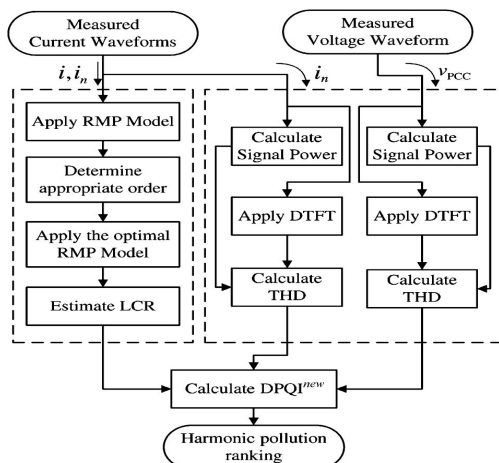 Measured
Current Waveforms
Measured
Voltage Waveform
i, iₙ
iₙ
v_PCC
Apply RMP Model
Determine
appropriate order
Apply the optimal
RMP Model
Estimate LCR
Calculate
Signal Power
Apply DTFT
Calculate
THD
Calculate
Signal Power
Apply DTFT
Calculate
THD
Calculate DPQI^new
Harmonic pollution
ranking